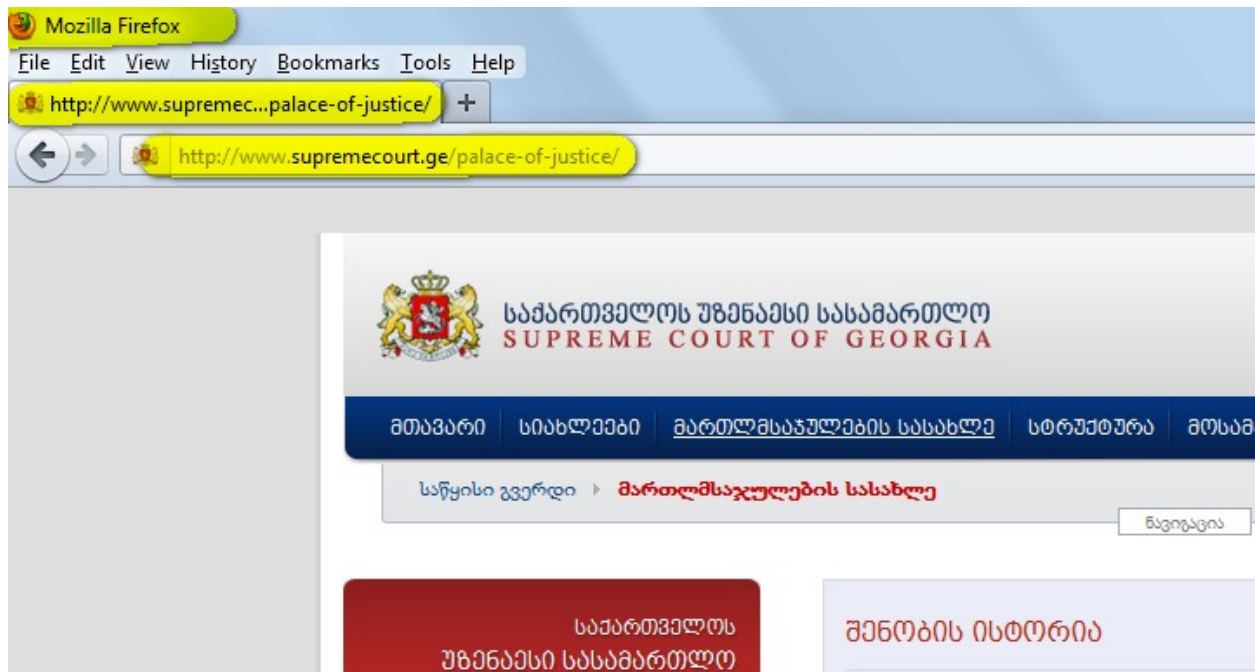 Mozilla Firefox
File Edit View History Bookmarks Tools Help
http://www.supremec...palace-of-justice/ +
http://www.supremecourt.ge/palace-of-justice/
საქართველოს უზენაესი სასამართლო
SUPREME COURT OF GEORGIA
მთავარი სიახლეები მართლმსაჯულების სასახლე სტრუქტურა
საწყისი გვერდი მართლმსაჯულების სასახლე
ნავიგაცია
საქართველოს
უზენაესი სასამართლო
შენობის ისტორია